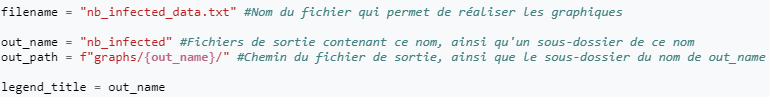 filename = "nb_infected_data.txt" #Nom du fichier qui permet de réaliser les graphiques
out_name = "nb_infected" #Fichiers de sortie contenant ce nom, ainsi qu'un sous-dossier de ce nom
out_path = f"graphs/{out_name}/" #Chemin du fichier de sortie, ainsi que le sous-dossier du nom de out_name
legend_title = out_name